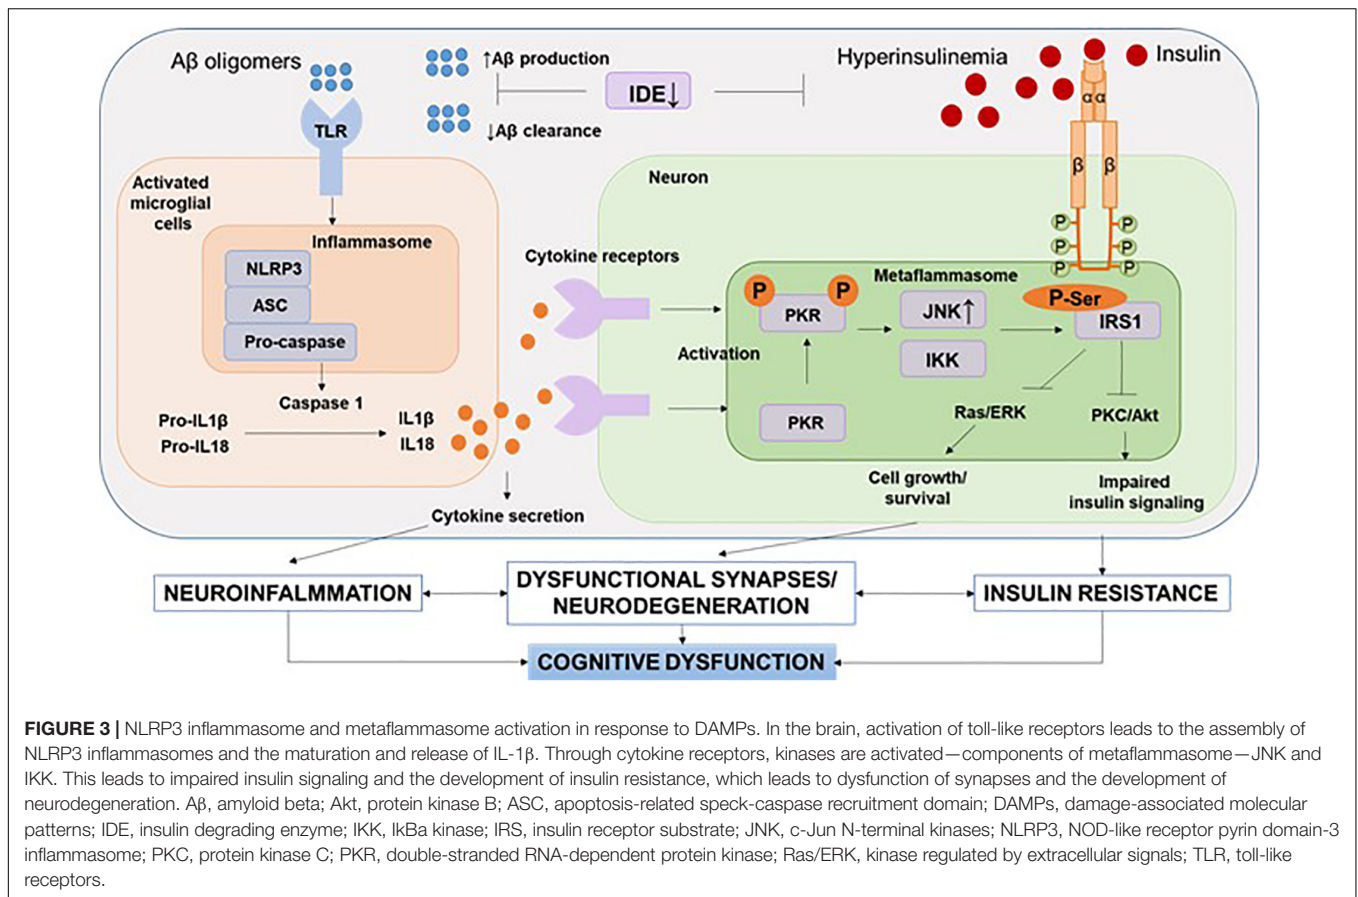 Aβ oligomers
↑Aβ production
IDE↓
↓Aβ clearance
Hyperinsulinemia
Insulin
α α
β β
TLR
Activated
microglial
cells
Inflammasome
NLRP3
ASC
Pro-caspase
Caspase 1
Pro-IL1β
Pro-IL18
IL1β
IL18
Cytokine secretion
Cytokine receptors
Neuron
P P
P P
P P
Metaflammasome
P P
PKR
Activation
PKR
JNK↑
IKK
P-Ser
IRS1
Ras/ERK
PKC/Akt
Cell growth/
survival
Impaired
insulin signaling
NEUROINFALMMATION
DYSFUNCTIONAL SYNAPSES/
NEURODEGENERATION
INSULIN RESISTANCE
COGNITIVE DYSFUNCTION
FIGURE 3 | NLRP3 inflammasome and metaflammasome activation in response to DAMPs. In the brain, activation of toll-like receptors leads to the assembly of
NLRP3 inflammasomes and the maturation and release of IL-1β. Through cytokine receptors, kinases are activated—components of metaflammasome—JNK and
IKK. This leads to impaired insulin signaling and the development of insulin resistance, which leads to dysfunction of synapses and the development of
neurodegeneration. Aβ, amyloid beta; Akt, protein kinase B; ASC, apoptosis-related speck-caspase recruitment domain; DAMPs, damage-associated molecular
patterns; IDE, insulin degrading enzyme; IKK, IkBa kinase; IRS, insulin receptor substrate; JNK, c-Jun N-terminal kinases; NLRP3, NOD-like receptor pyrin domain-3
inflammasome; PKC, protein kinase C; PKR, double-stranded RNA-dependent protein kinase; Ras/ERK, kinase regulated by extracellular signals; TLR, toll-like
receptors.